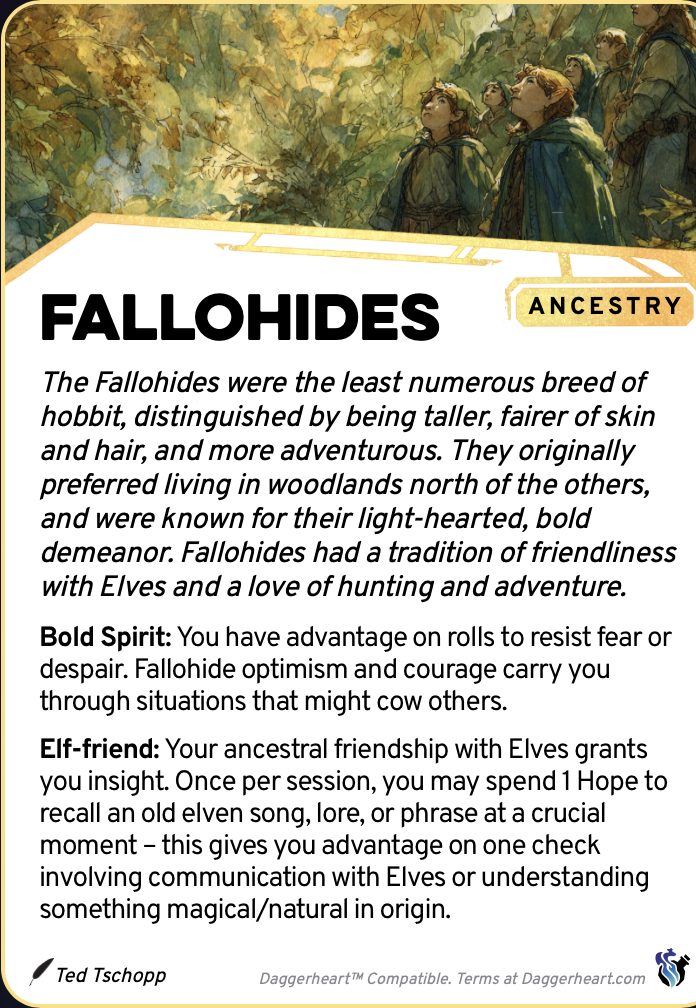 FALLOHIDES
ANCESTRY
The Fallohides were the least numerous breed of
hobbit, distinguished by being taller, fairer of skin
and hair, and more adventurous. They originally
preferred living in woodlands north of the others,
and were known for their light-hearted, bold
demeanor. Fallohides had a tradition of friendliness
with Elves and a love of hunting and adventure.
Bold Spirit: You have advantage on rolls to resist fear or
despair. Fallohide optimism and courage carry you
through situations that might cow others.
Elf-friend: Your ancestral friendship with Elves grants
you insight. Once per session, you may spend 1 Hope to
recall an old elven song, lore, or phrase at a crucial
moment – this gives you advantage on one check
involving communication with Elves or understanding
something magical/natural in origin.
Ted Tschopp
Daggerheart™ Compatible. Terms at Daggerheart.com